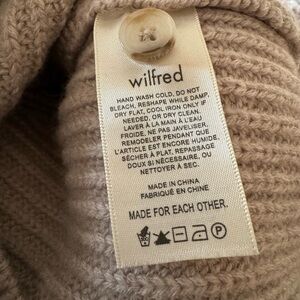 wilfred
HAND WASH COLD, DO NOT
BLEACH, RESHAPE WHILE DAMP,
DRY FLAT, COOL IRON ONLY IF
NEEDED, OR DRY CLEAN.
LAVER À LA MAIN À L'EAU
FROIDE, NE PAS JAVELISER,
REMODELER PENDANT QUE
L'ARTICLE EST ENCORE HUMIDE,
SÉCHER À PLAT, REPASSAGE
DOUX SI NÉCESSAIRE, OU
NETTOYER À SEC.
MADE IN CHINA
FABRIQUÉ EN CHINE
MADE FOR EACH OTHER.
P